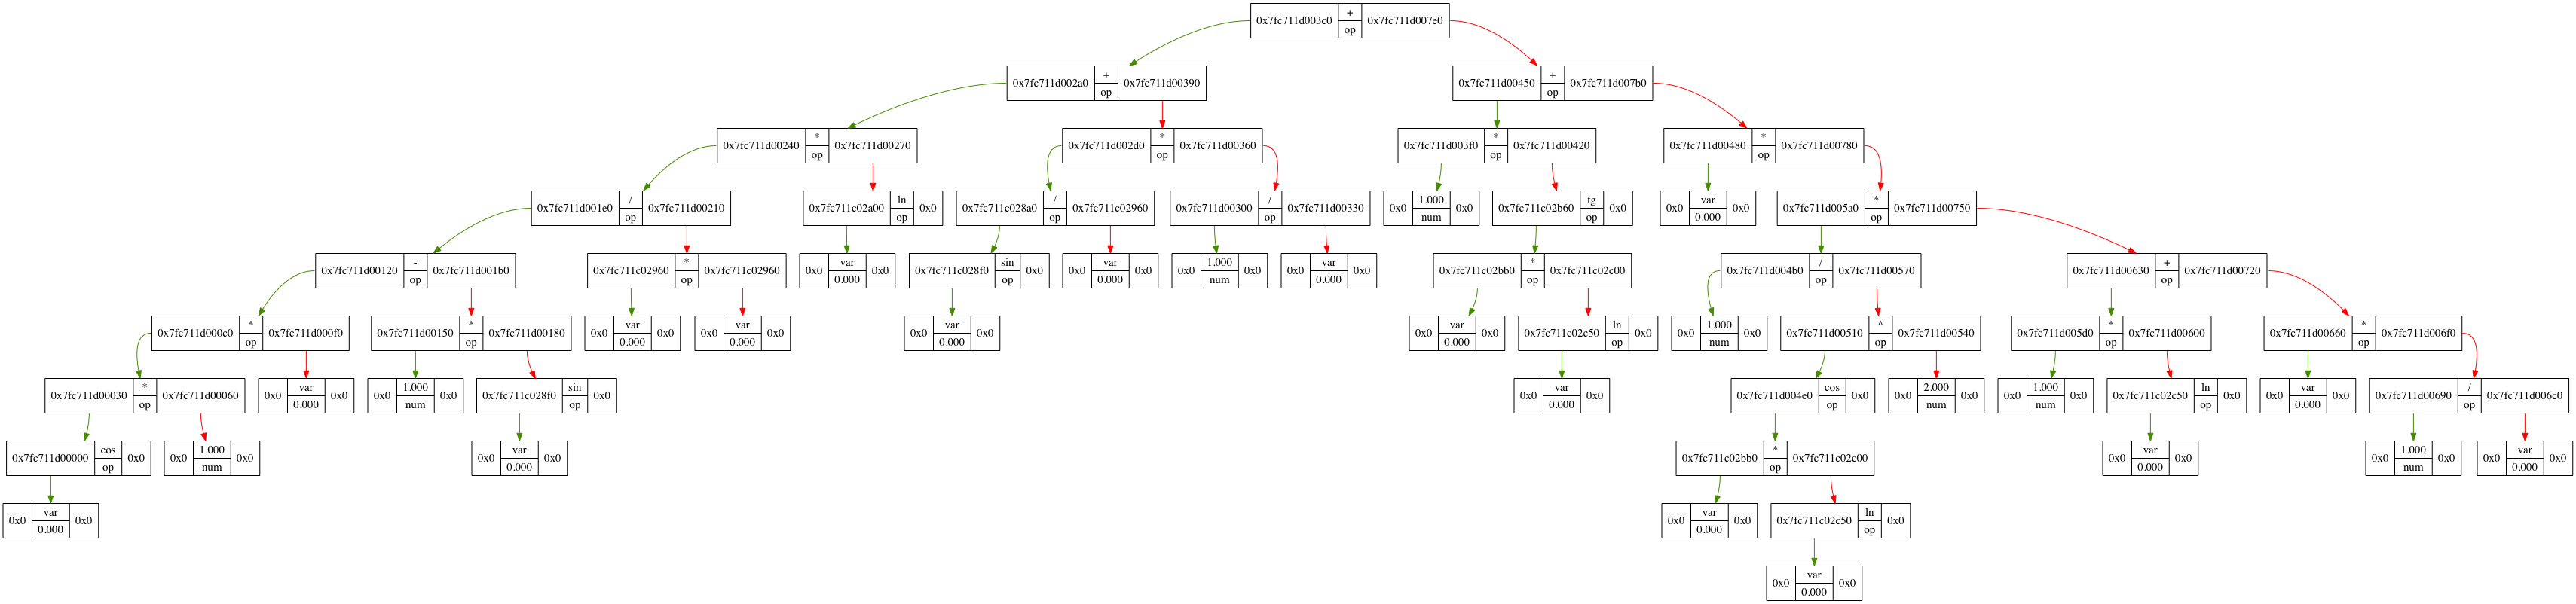 0x7fc711d003c0 + op 0x7fc711d007e0
0x7fc711d002a0 + op 0x7fc711d00390
0x7fc711d00450 + op 0x7fc711d007b0
0x7fc711d00240 * op 0x7fc711d00270
0x7fc711d002d0 * op 0x7fc711d00360
0x7fc711d003f0 * op 0x7fc711d00420
0x7fc711d00480 * op 0x7fc711d00780
0x7fc711d001e0 / op 0x7fc711d00210
0x7fc711c02a00 ln op 0x0
0x7fc711c028a0 / op 0x7fc711c02960
0x7fc711d00300 / op 0x7fc711d00330
0x0 1.000 num 0x0
0x7fc711c02b60 tg op 0x0
0x0 var 0.000 0x0
0x7fc711d005a0 * op 0x7fc711d00750
0x7fc711d00120 - op 0x7fc711d001b0
0x7fc711c02960 * op 0x7fc711c02960
0x0 var 0.000 0x0
0x7fc711c028f0 sin op 0x0
0x0 var 0.000 0x0
0x0 1.000 num 0x0
0x0 var 0.000 0x0
0x7fc711c02bb0 * op 0x7fc711c02c00
0x7fc711d004b0 / op 0x7fc711d00570
0x7fc711d00630 + op 0x7fc711d00720
0x7fc711d000c0 * op 0x7fc711d000f0
0x7fc711d00150 * op 0x7fc711d00180
0x0 var 0.000 0x0
0x0 var 0.000 0x0
0x0 var 0.000 0x0
0x0 var 0.000 0x0
0x7fc711c02c50 ln op 0x0
0x0 1.000 num 0x0
0x7fc711d00510 ^ op 0x7fc711d00540
0x7fc711d005d0 * op 0x7fc711d00600
0x7fc711d00660 * op 0x7fc711d006f0
0x7fc711d00030 * op 0x7fc711d00060
0x0 var 0.000 0x0
0x0 1.000 num 0x0
0x7fc711c028f0 sin op 0x0
0x0 var 0.000 0x0
0x7fc711d004e0 cos op 0x0
0x0 2.000 num 0x0
0x0 1.000 num 0x0
0x7fc711c02c50 ln op 0x0
0x0 var 0.000 0x0
0x7fc711d00690 / op 0x7fc711d006c0
0x7fc711d00000 cos op 0x0
0x0 1.000 num 0x0
0x0 var 0.000 0x0
0x7fc711c02bb0 * op 0x7fc711c02c00
0x0 var 0.000 0x0
0x0 1.000 num 0x0
0x0 var 0.000 0x0
0x0 var 0.000 0x0
0x0 var 0.000 0x0
0x7fc711c02c50 ln op 0x0
0x0 var 0.000 0x0